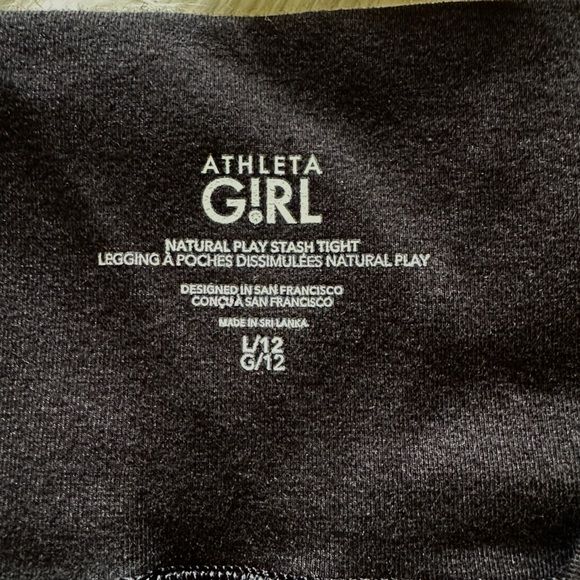 ATHLETA
G!RL
NATURAL PLAY STASH TIGHT
LEGGING À POCHES DISSIMULÉES NATURAL PLAY
DESIGNED IN SAN FRANCISCO
CONÇU À SAN FRANCISCO
MADE IN SRI LANKA
L/12
G/12